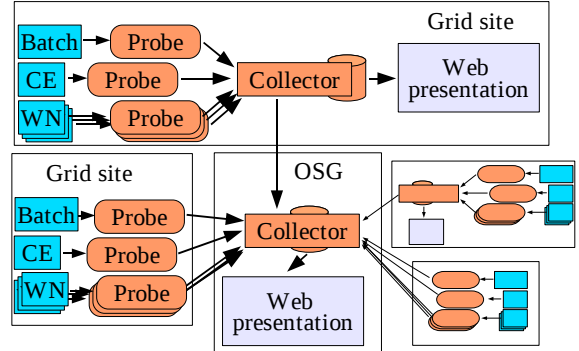 Grid site
Batch
Probe
CE
Probe
Collector
Web
presentation
WN
Probe
Grid site
OSG
Batch
Probe
CE
Probe
Collector
WN
Probe
Web
presentation